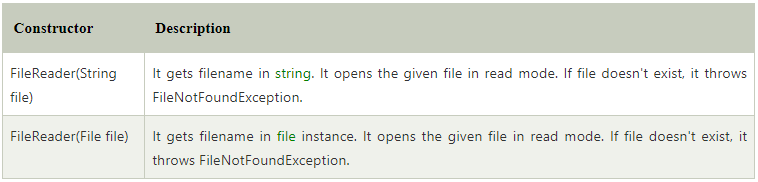 Constructor Description
FileReader(String It gets filename in string. It opens the given file in read mode. If file doesn't exist, it throws
file) FileNotFoundException.
FileReader(File file) It gets filename in file instance. It opens the given file in read mode. If file doesn't exist, it
throws FileNotFoundException.